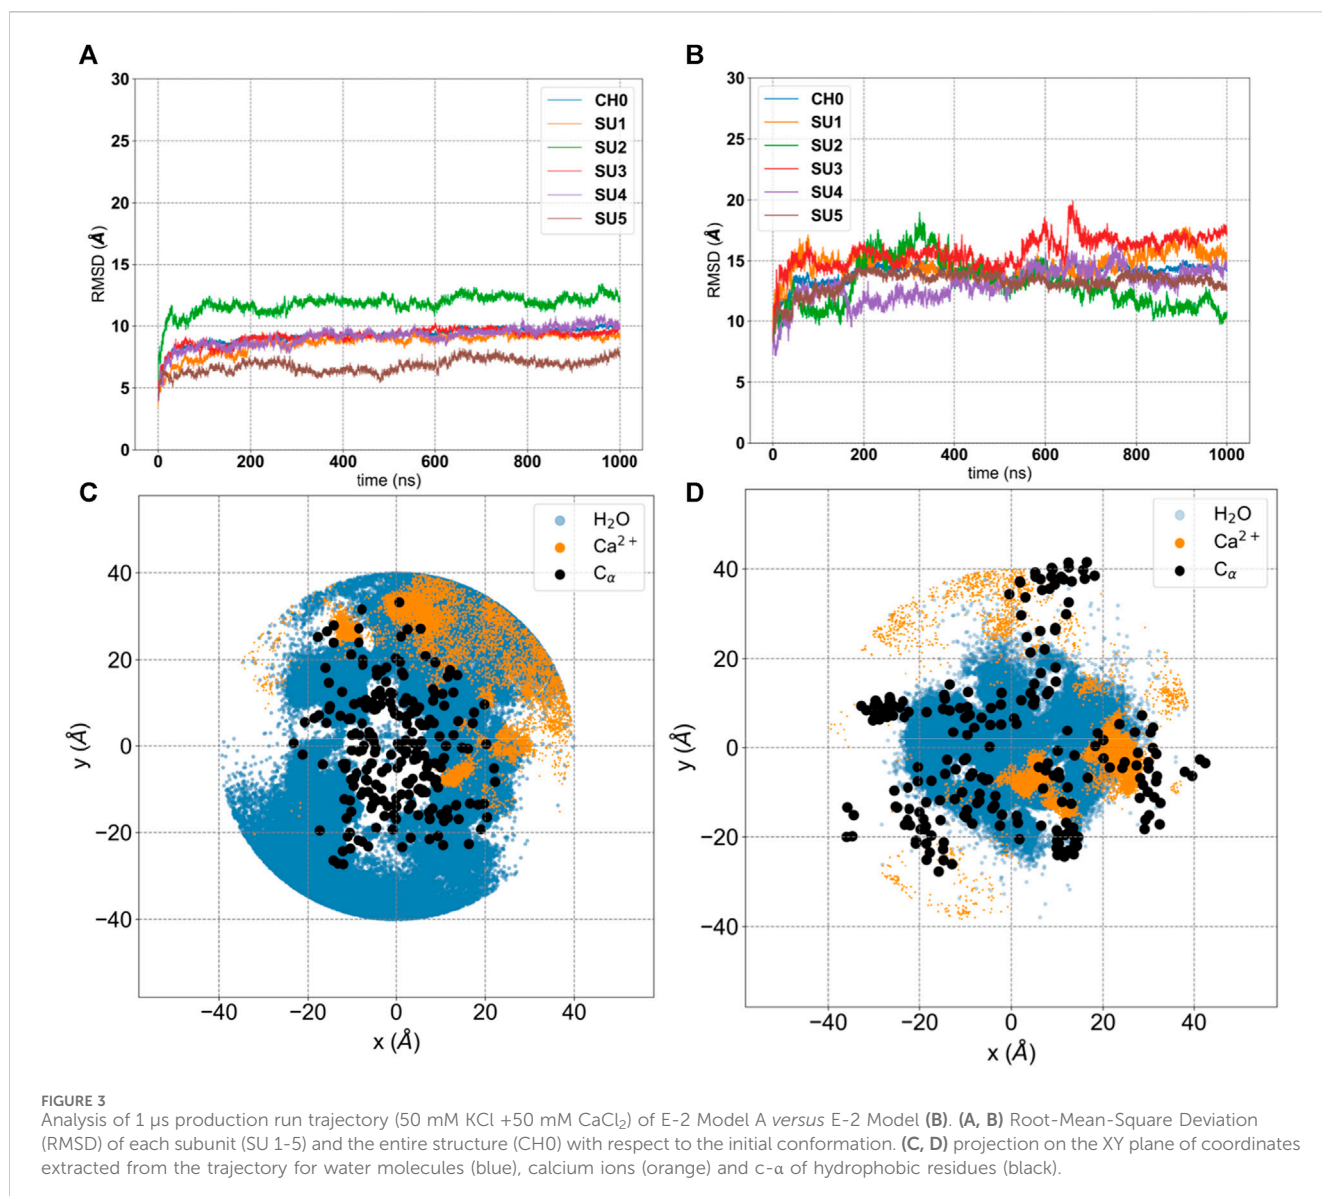 A
30
25
20
15
10
5
0
RMSD (Å)
CH0
SU1
SU2
SU3
SU4
SU5
0 200 400 600 800 1000
time (ns)
B
30
25
20
15
10
5
0
RMSD (Å)
CH0
SU1
SU2
SU3
SU4
SU5
0 200 400 600 800 1000
time (ns)
C
40
20
0
−20
−40
y (Å)
H₂O
Ca²⁺
Cα
−40 −20 0 20 40
x (Å)
D
40
20
0
−20
−40
y (Å)
H₂O
Ca²⁺
Cα
−40 −20 0 20 40
x (Å)
FIGURE 3
Analysis of 1 µs production run trajectory (50 mM KCl +50 mM CaCl₂) of E-2 Model A versus E-2 Model (B). (A, B) Root-Mean-Square Deviation
(RMSD) of each subunit (SU 1-5) and the entire structure (CH0) with respect to the initial conformation. (C, D) projection on the XY plane of coordinates
extracted from the trajectory for water molecules (blue), calcium ions (orange) and c-α of hydrophobic residues (black).